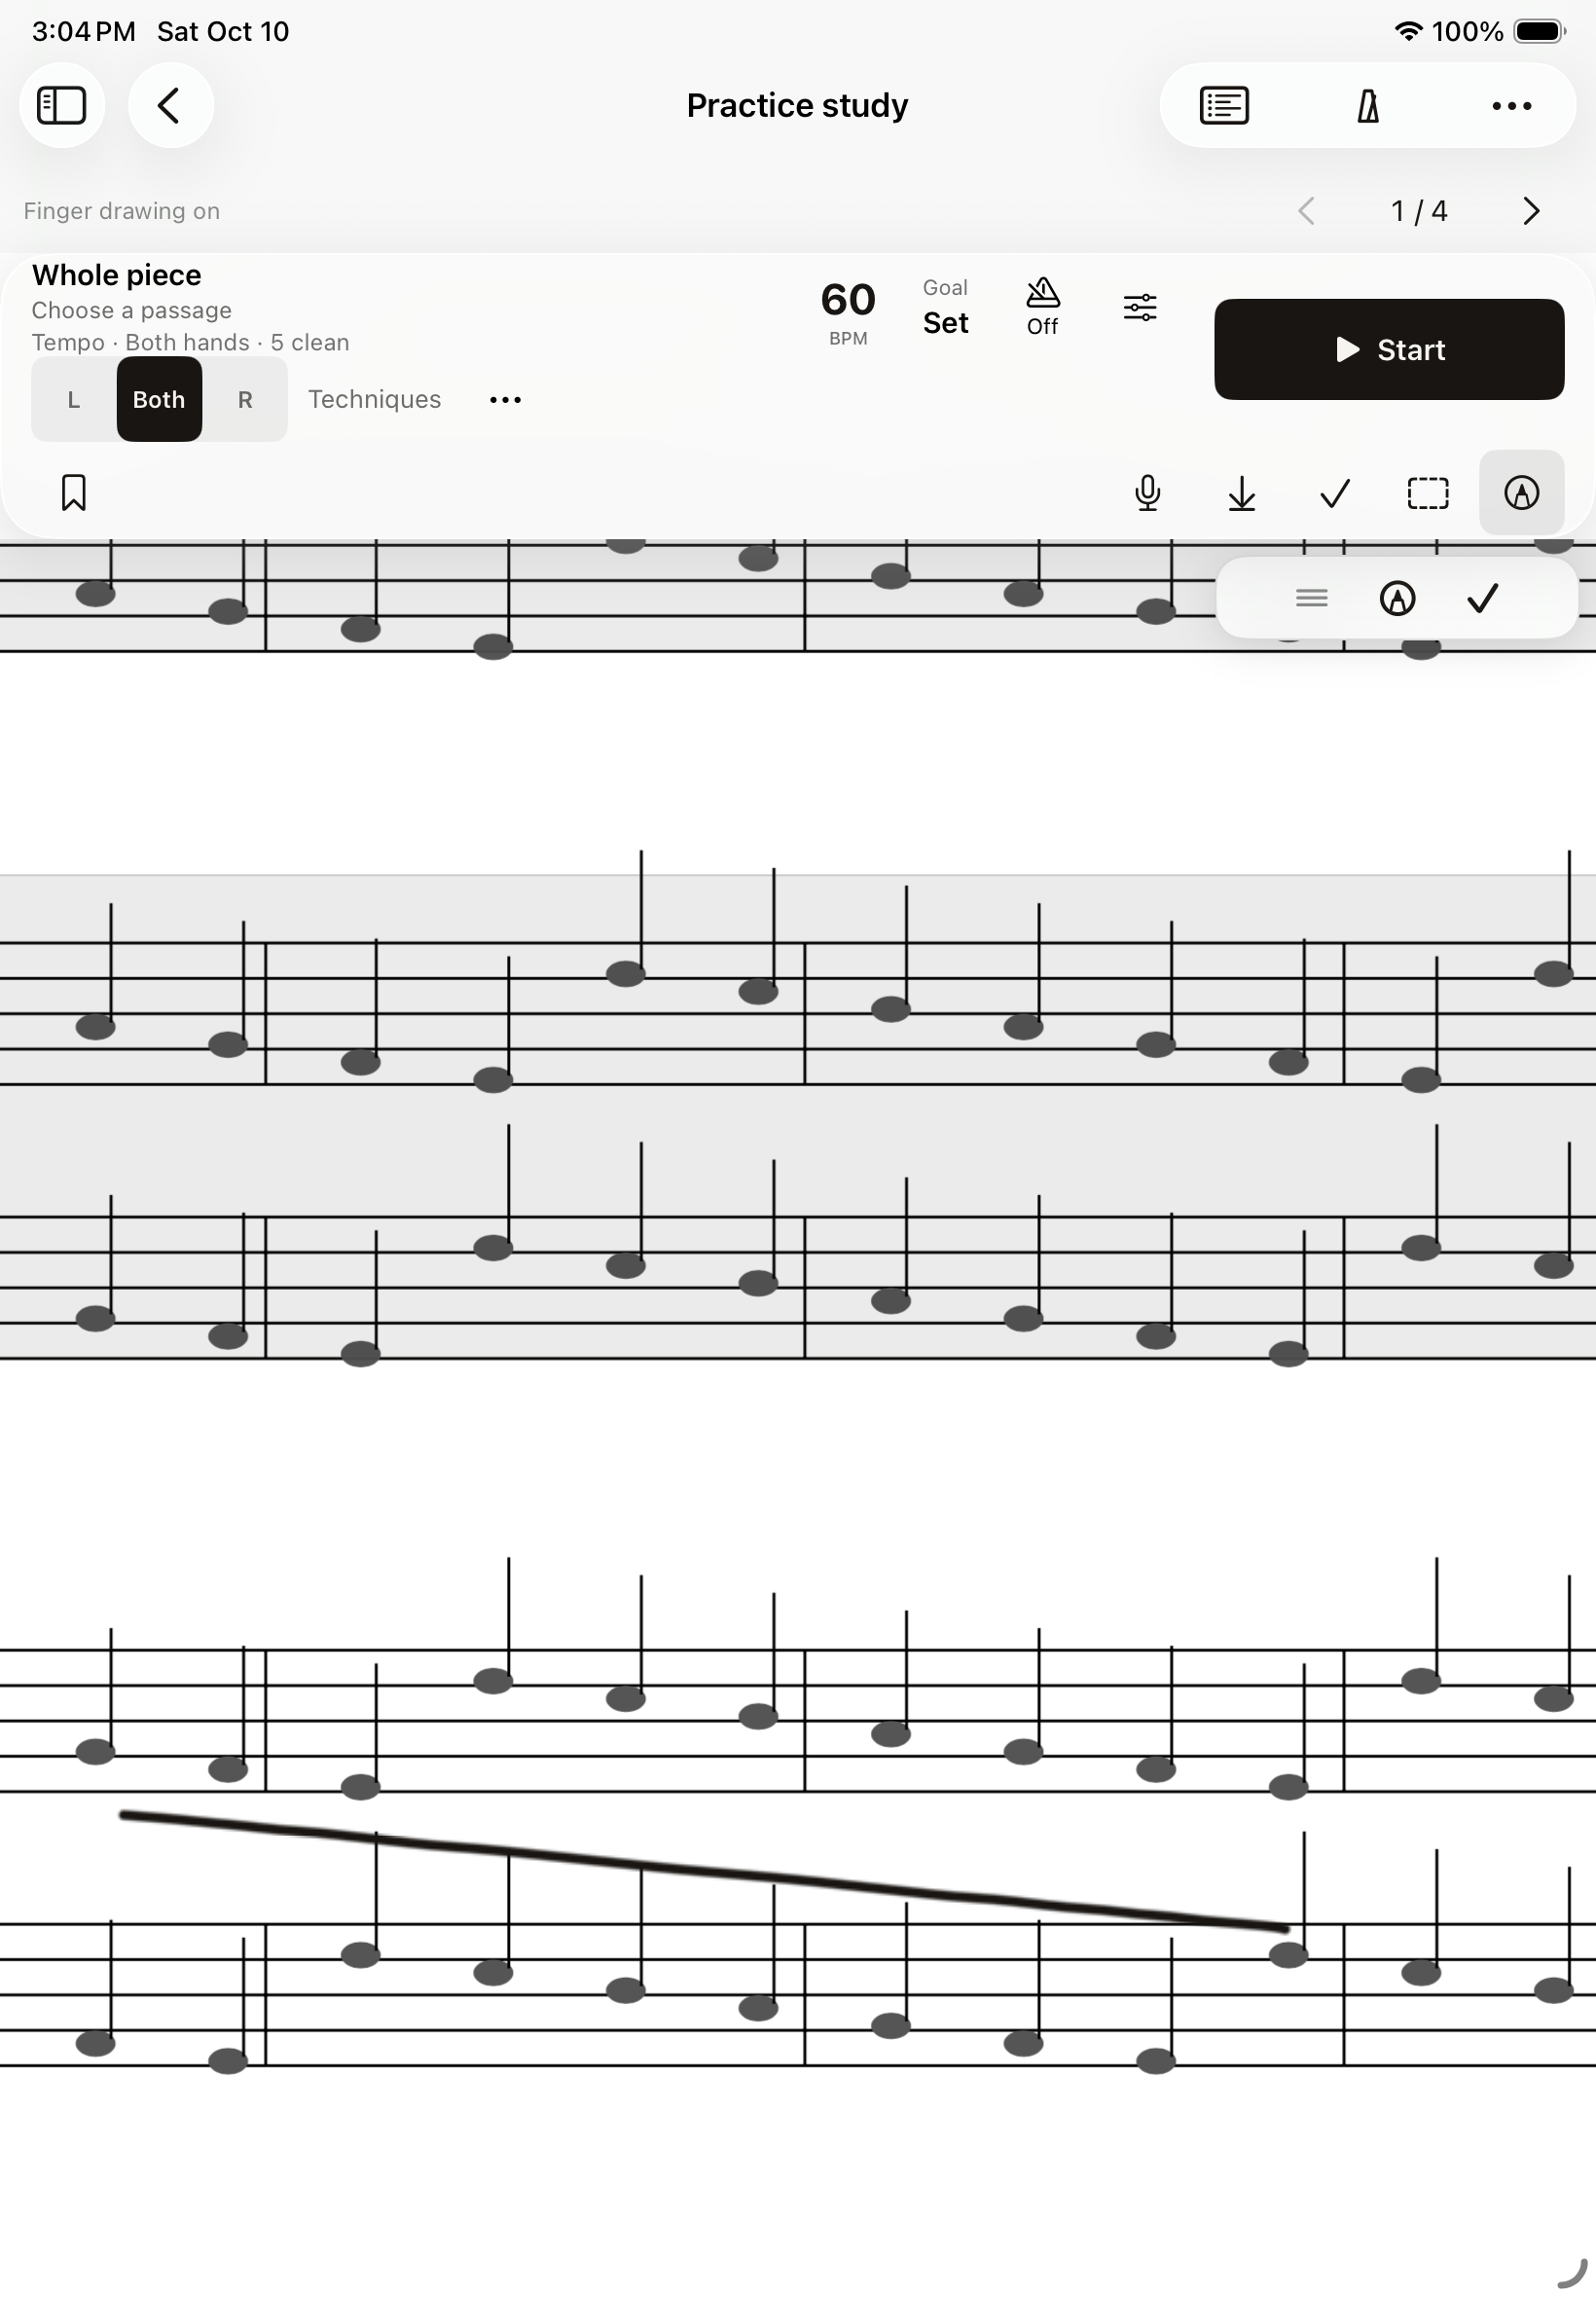 3:04 PM Sat Oct 10 100%
Practice study
Finger drawing on 1 / 4
Whole piece
Choose a passage
Tempo · Both hands · 5 clean
60
BPM
Goal
Set
Off
Start
L Both R Techniques